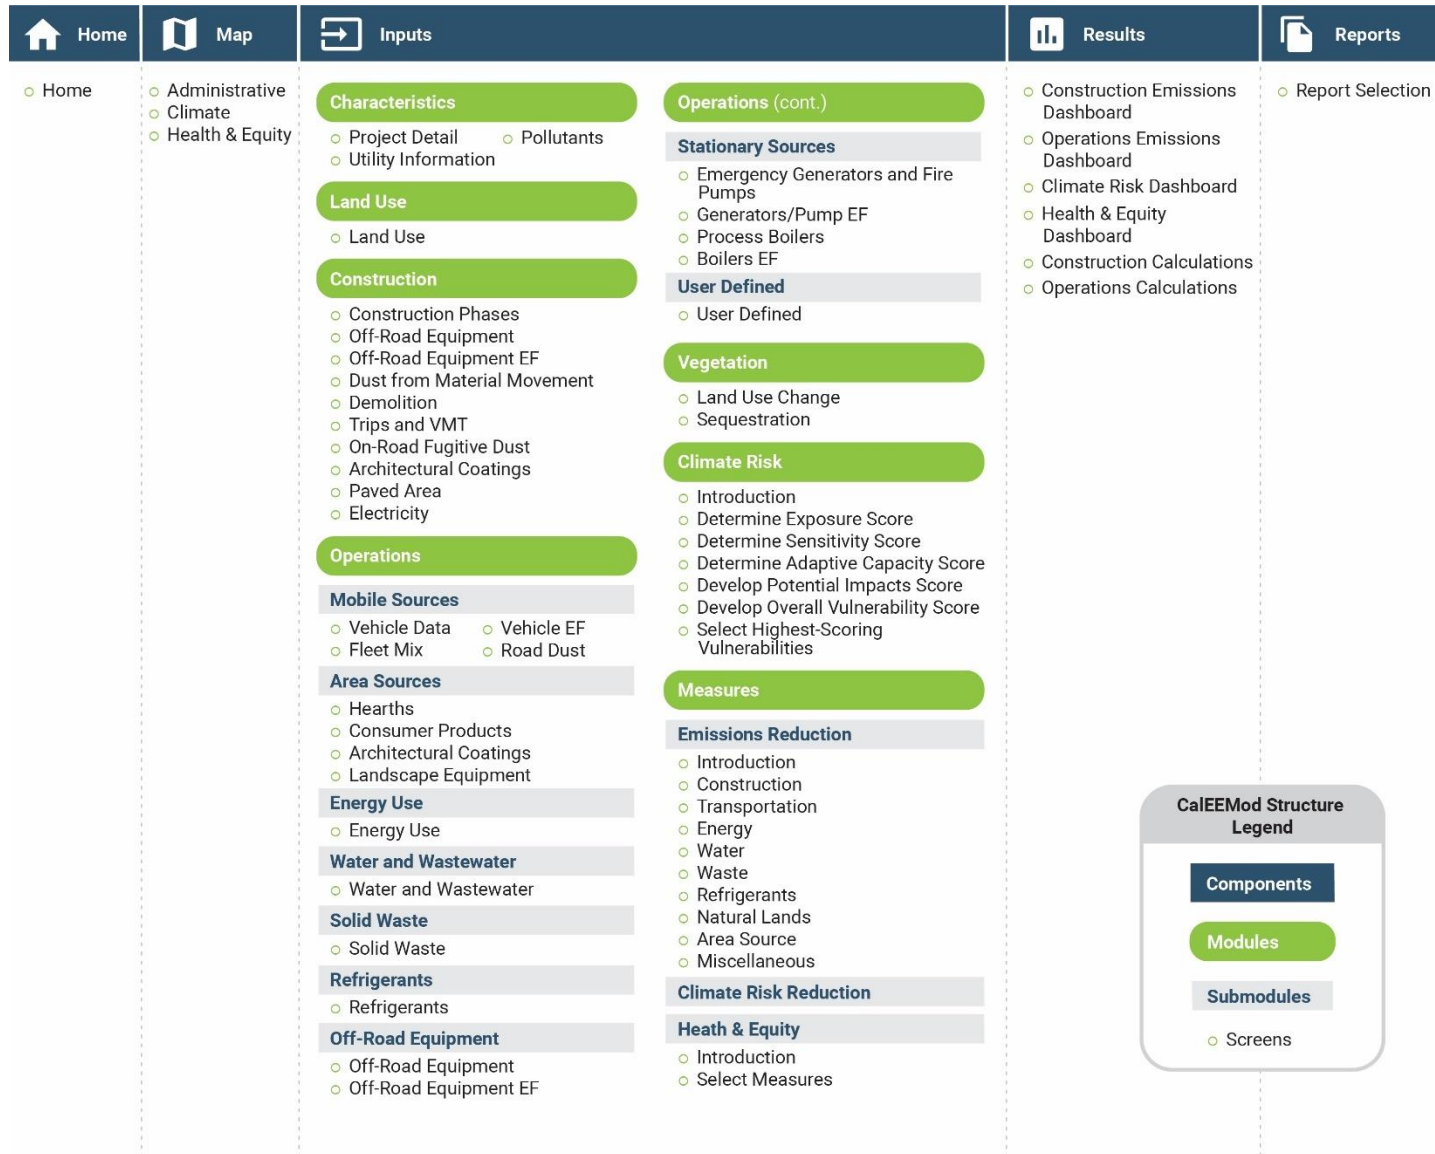 Home
Map
Inputs
Results
Reports
Home
Administrative
Climate
Health & Equity
Characteristics
Project Detail
Pollutants
Utility Information
Land Use
Land Use
Construction
Construction Phases
Off-Road Equipment
Off-Road Equipment EF
Dust from Material Movement
Demolition
Trips and VMT
On-Road Fugitive Dust
Architectural Coatings
Paved Area
Electricity
Operations
Mobile Sources
Vehicle Data
Vehicle EF
Fleet Mix
Road Dust
Area Sources
Hearths
Consumer Products
Architectural Coatings
Landscape Equipment
Energy Use
Energy Use
Water and Wastewater
Water and Wastewater
Solid Waste
Solid Waste
Refrigerants
Refrigerants
Off-Road Equipment
Off-Road Equipment
Off-Road Equipment EF
Operations (cont.)
Stationary Sources
Emergency Generators and Fire
Pumps
Generators/Pump EF
Process Boilers
Boilers EF
User Defined
User Defined
Vegetation
Land Use Change
Sequestration
Climate Risk
Introduction
Determine Exposure Score
Determine Sensitivity Score
Determine Adaptive Capacity Score
Develop Potential Impacts Score
Develop Overall Vulnerability Score
Select Highest-Scoring
Vulnerabilities
Measures
Emissions Reduction
Introduction
Construction
Transportation
Energy
Water
Waste
Refrigerants
Natural Lands
Area Source
Miscellaneous
Climate Risk Reduction
Heath & Equity
Introduction
Select Measures
Construction Emissions
Dashboard
Operations Emissions
Dashboard
Climate Risk Dashboard
Health & Equity
Dashboard
Construction Calculations
Operations Calculations
Report Selection
CalEEMod Structure
Legend
Components
Modules
Submodules
Screens